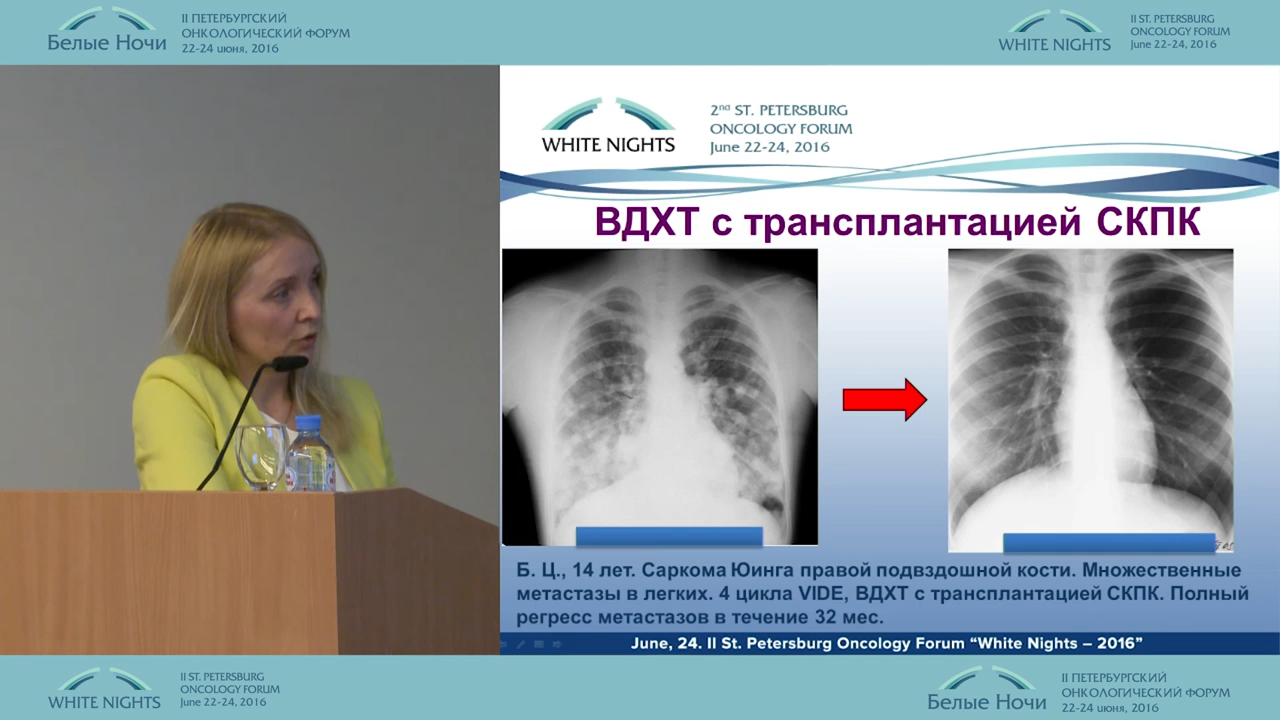 Белые Ночи
II ПЕТЕРБУРГСКИЙ
ОНКОЛОГИЧЕСКИЙ ФОРУМ
22-24 июня, 2016
WHITE NIGHTS
II ST. PETERSBURG
ONCOLOGY FORUM
June 22-24, 2016
WHITE NIGHTS
2nd ST. PETERSBURG
ONCOLOGY FORUM
June 22-24, 2016
ВДХТ с трансплантацией СКПК
Б. Ц., 14 лет. Саркома Юинга правой подвздошной кости. Множественные
метастазы в легких. 4 цикла VIDE, ВДХТ с трансплантацией СКПК. Полный
регресс метастазов в течение 32 мес.
June, 24. II St. Petersburg Oncology Forum “White Nights – 2016”
WHITE NIGHTS
II ST. PETERSBURG
ONCOLOGY FORUM
June 22-24, 2016
Белые Ночи
II ПЕТЕРБУРГСКИЙ
ОНКОЛОГИЧЕСКИЙ ФОРУМ
22-24 июня, 2016